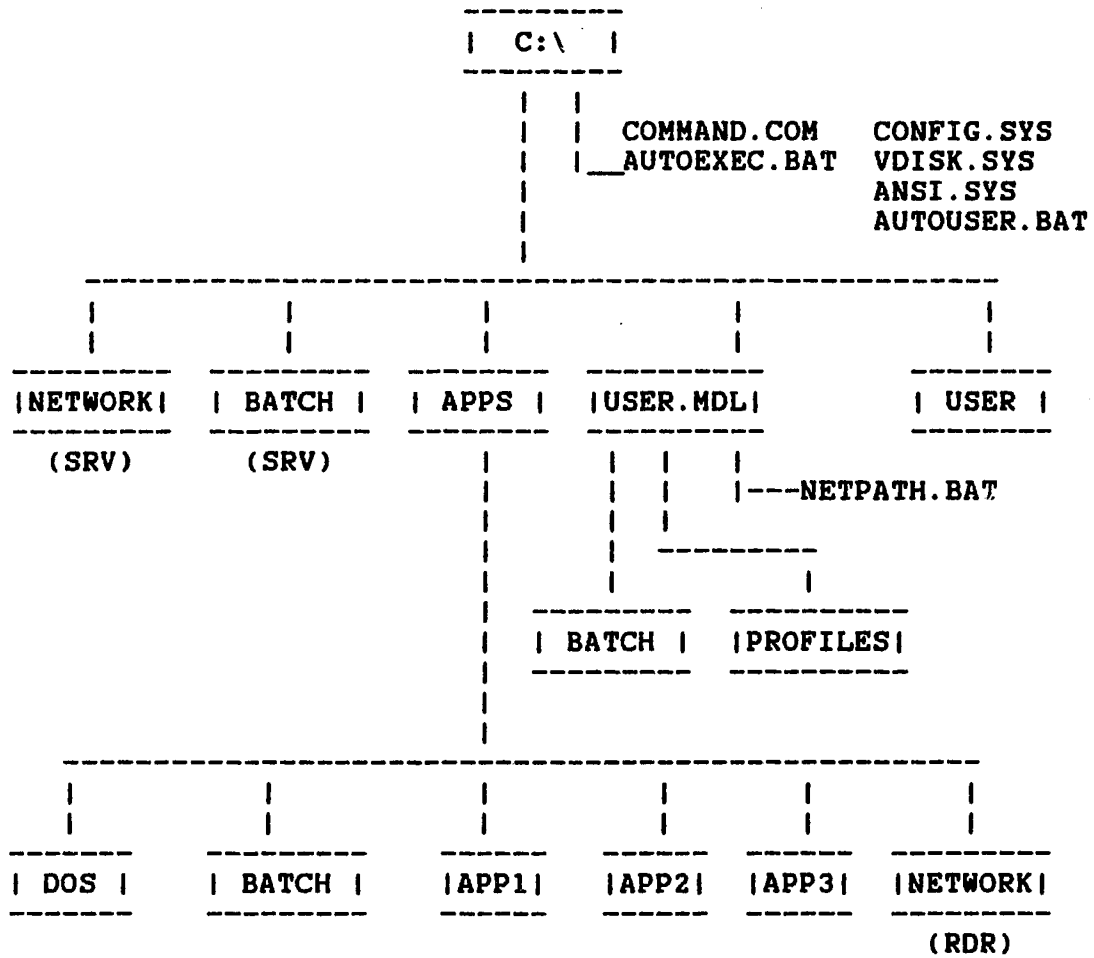 C:\
COMMAND.COM CONFIG.SYS
AUTOEXEC.BAT VDISK.SYS
ANSI.SYS
AUTOUSER.BAT
NETWORK BATCH APPS USER.MDL USER
(SRV) (SRV)
NETPATH.BAT
BATCH PROFILES
DOS BATCH APP1 APP2 APP3 NETWORK
(RDR)